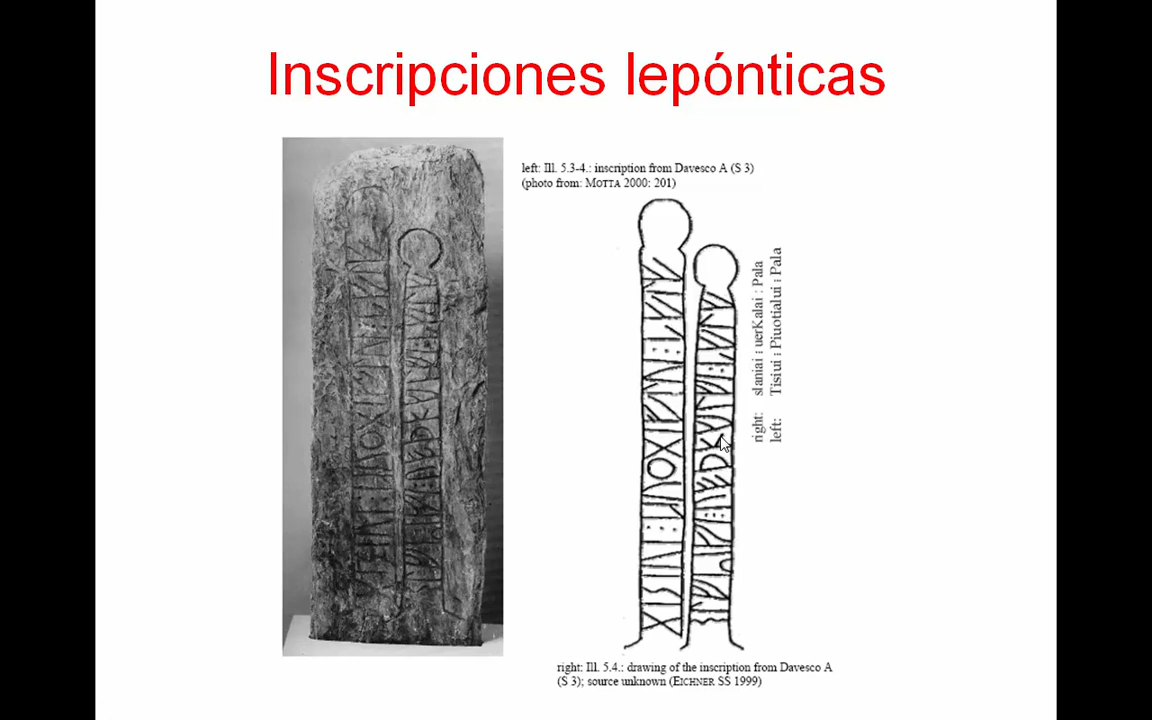 Inscripciones lepónticas
left: Ill. 5.3-4.: inscription from Davesco A (S 3)
(photo from: MOTTA 2000: 201)
right: slaniai : uerKalai : Pala
left: Tisiui : Piuotialui : Pala
right: Ill. 5.4.: drawing of the inscription from Davesco A
(S 3); source unknown (EICHNER SS 1999)